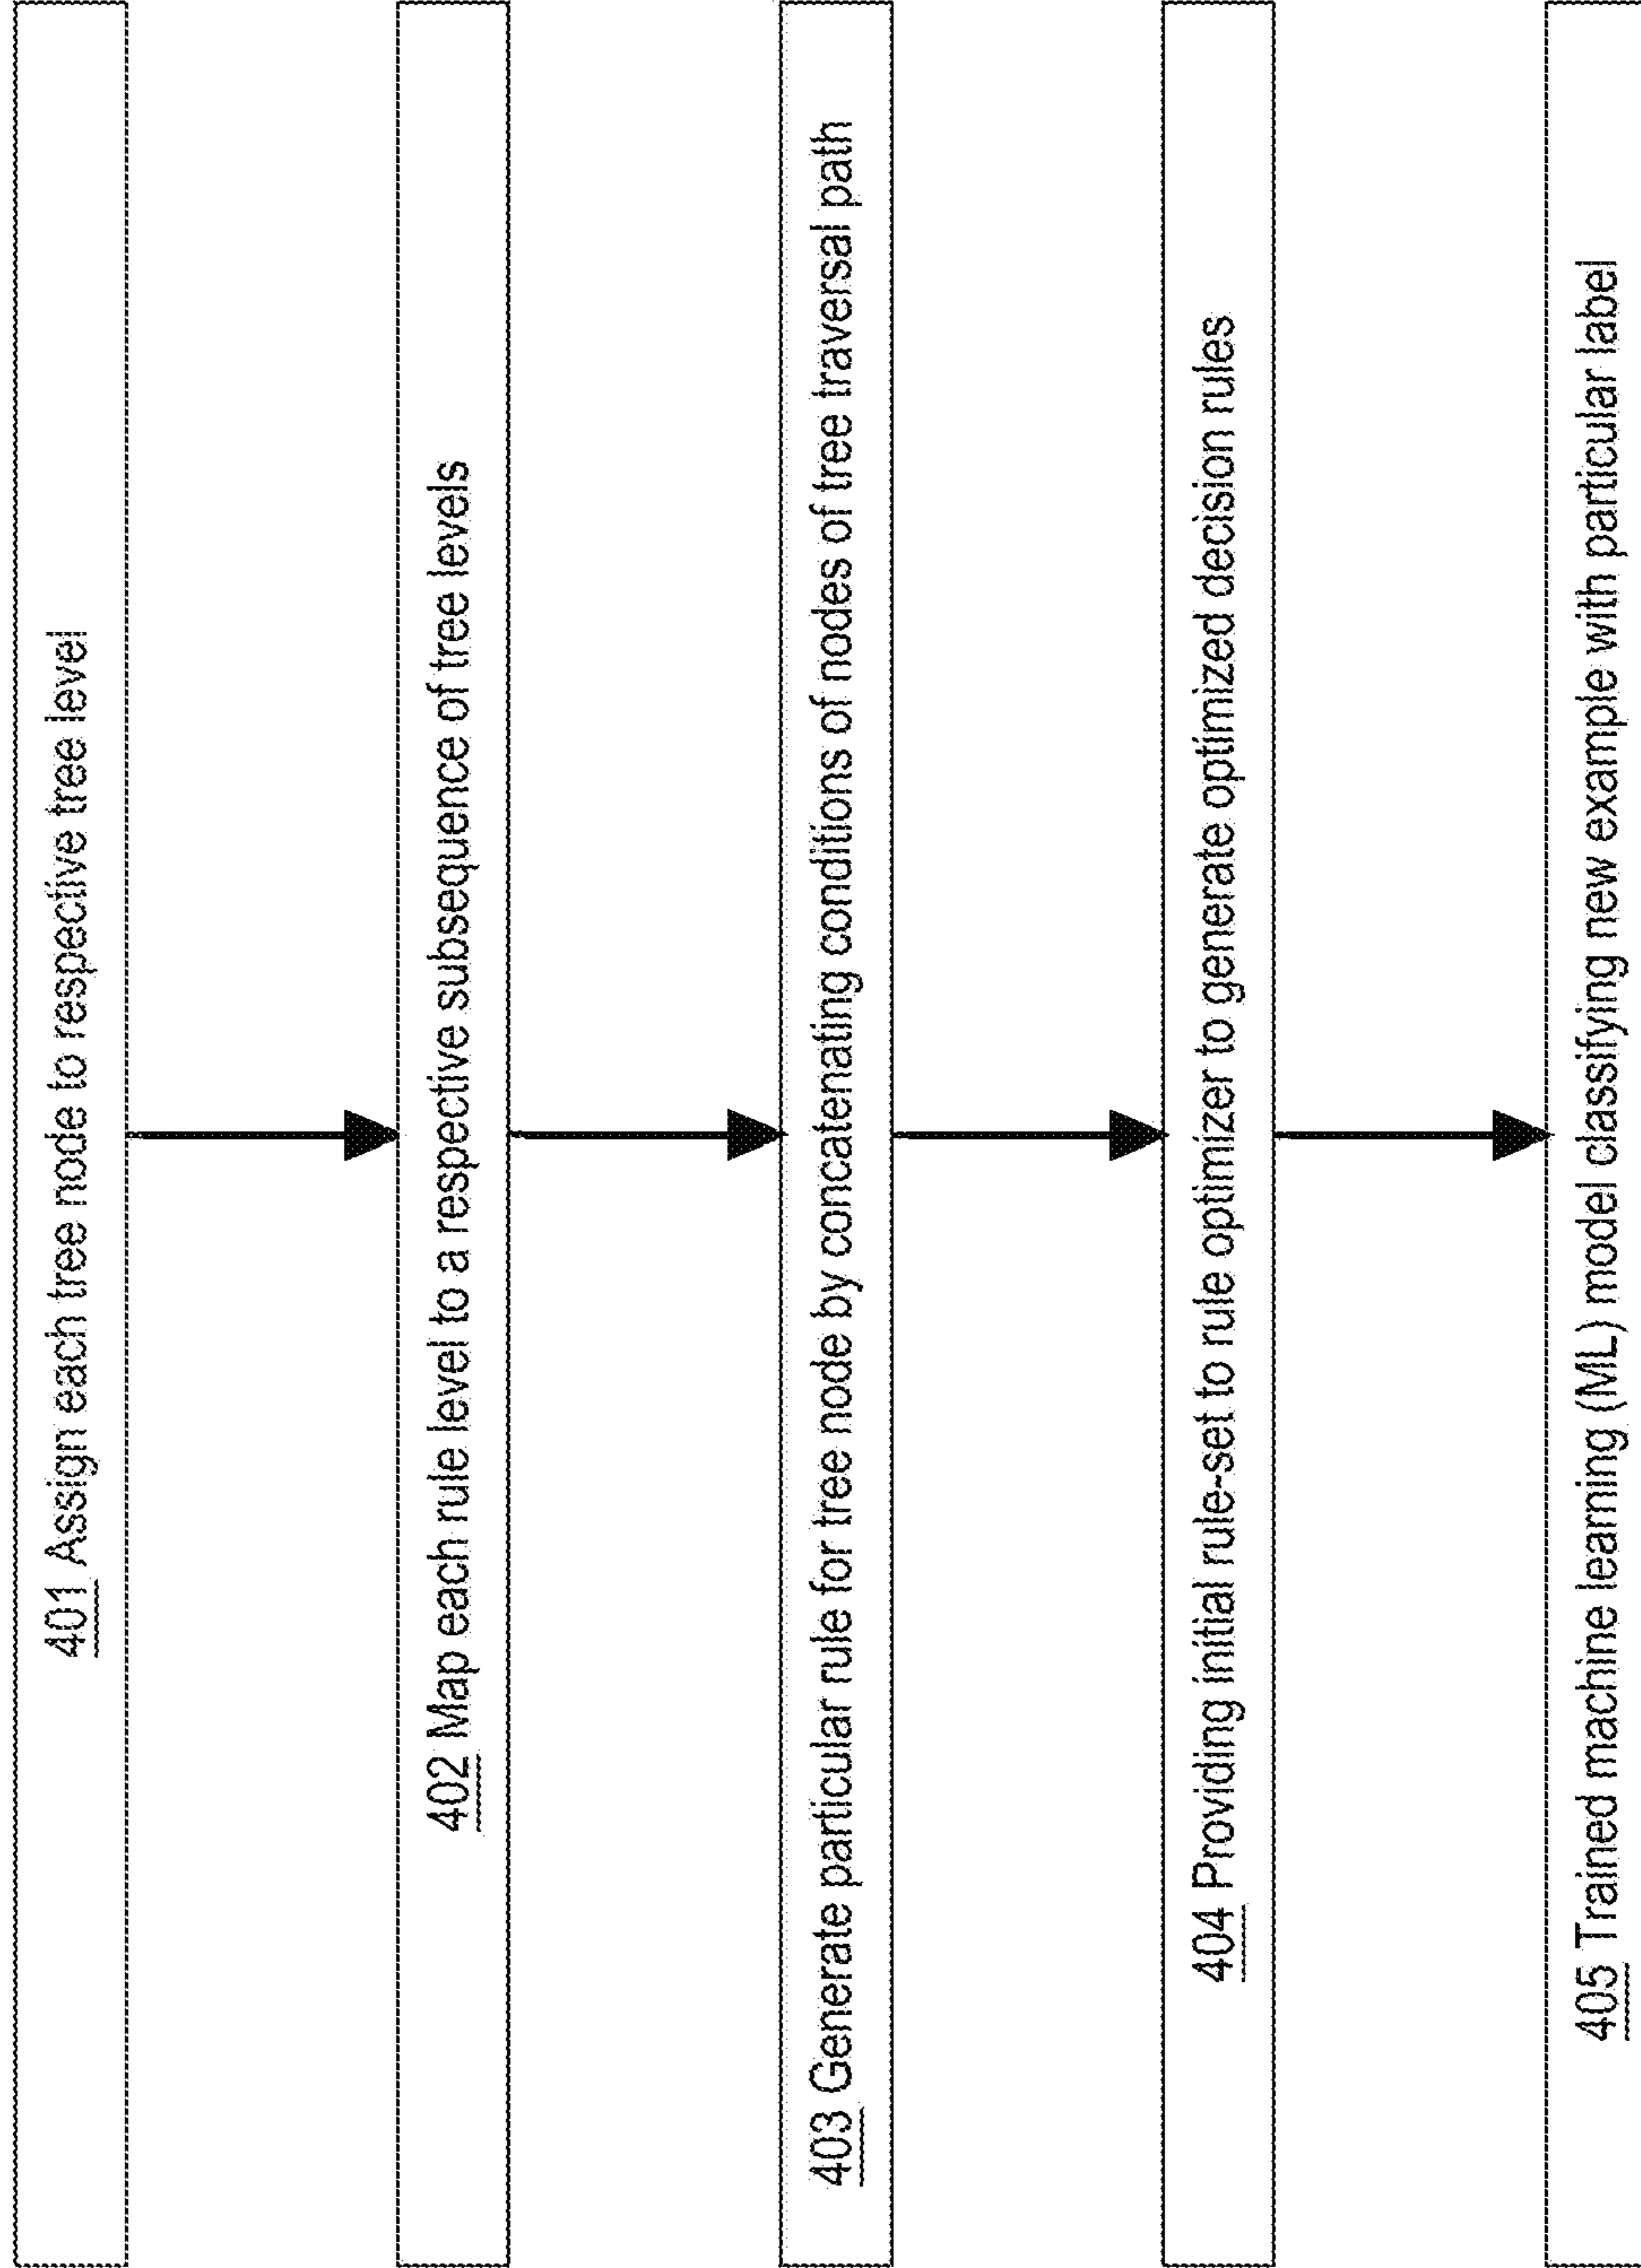 401 Assign each tree node to respective tree level
402 Map each rule level to a respective subsequence of tree levels
403 Generate particular rule for tree node by concatenating conditions of nodes of tree traversal path
404 Providing initial rule-set to rule optimizer to generate optimized decision rules
405 Trained machine learning (ML) model classifying new example with particular label